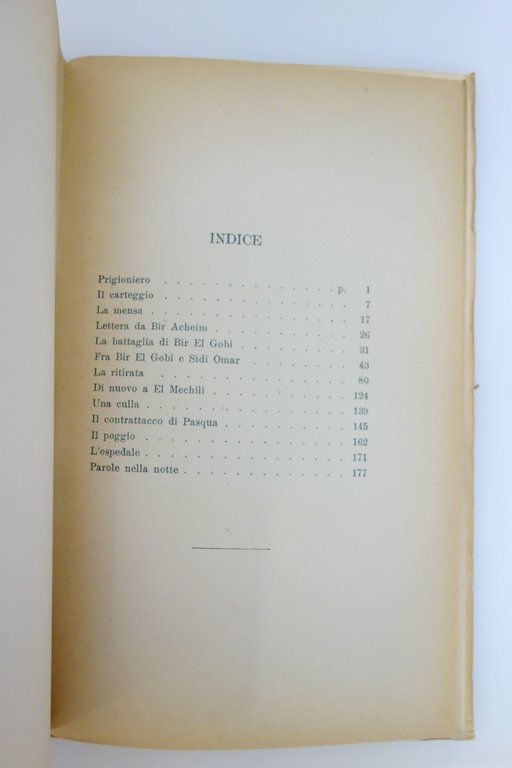 INDICE
Prigioniero . . . . . . . . . . . . . p. 1
Il carteggio . . . . . . . . . . . . . 7
La mensa . . . . . . . . . . . . . . 17
Lettera da Bir Acheim . . . . . . . . . . 26
La battaglia di Bir El Gobi . . . . . . . . 31
Fra Bir El Gobi e Sidi Omar . . . . . . . . 43
La ritirata . . . . . . . . . . . . . 80
Di nuovo a El Mechili . . . . . . . . . . 124
Una culla . . . . . . . . . . . . . . 139
Il contrattacco di Pasqua . . . . . . . . . 145
Il poggio . . . . . . . . . . . . . . 162
L'ospedale . . . . . . . . . . . . . . 171
Parole nella notte . . . . . . . . . . . 177